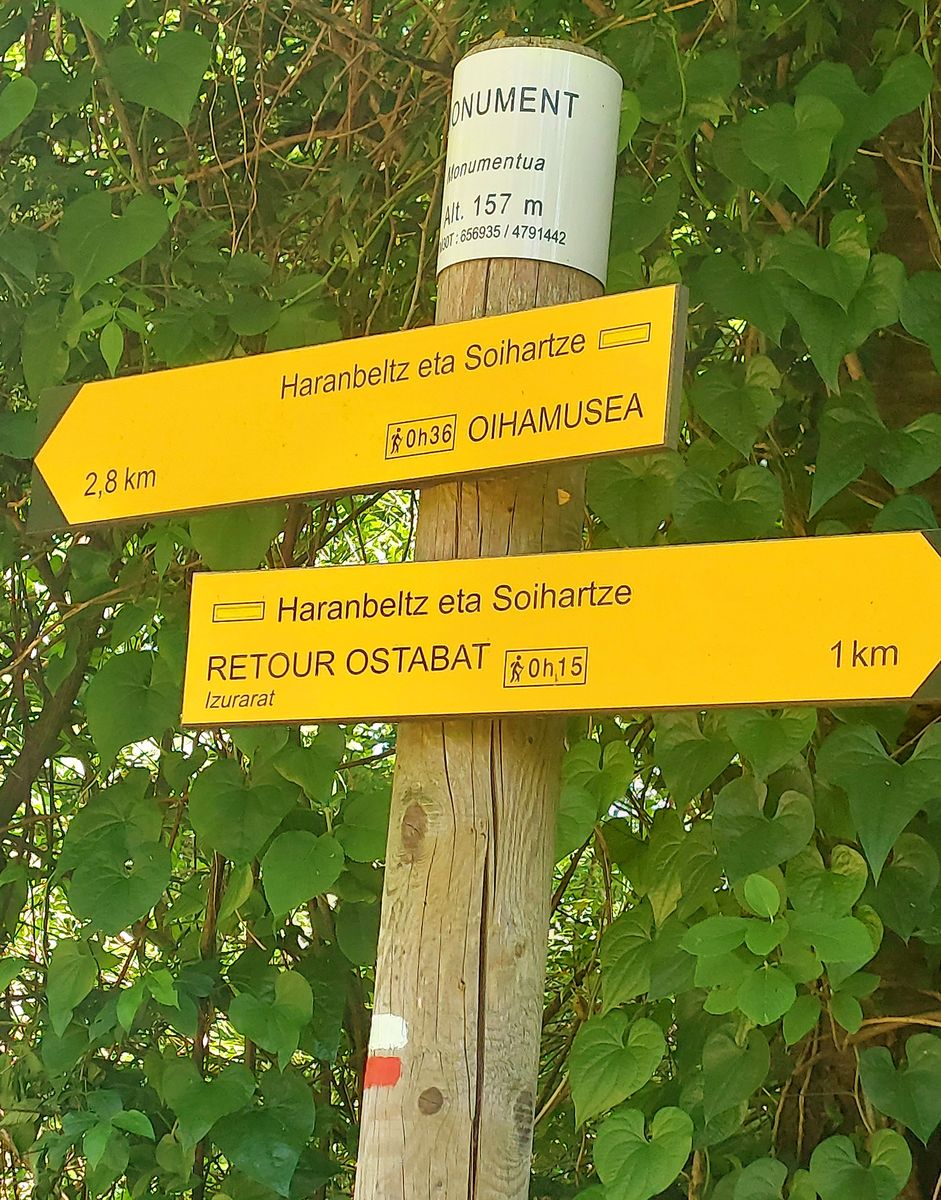 ONUMENT
Monumentua
Alt. 157 m
30T : 656935 / 4791442
Haranbeltz eta Soihartze
0h36 OIHAMUSEA
2,8 km
Haranbeltz eta Soihartze
RETOUR OSTABAT 0h15 1 km
Izurarat